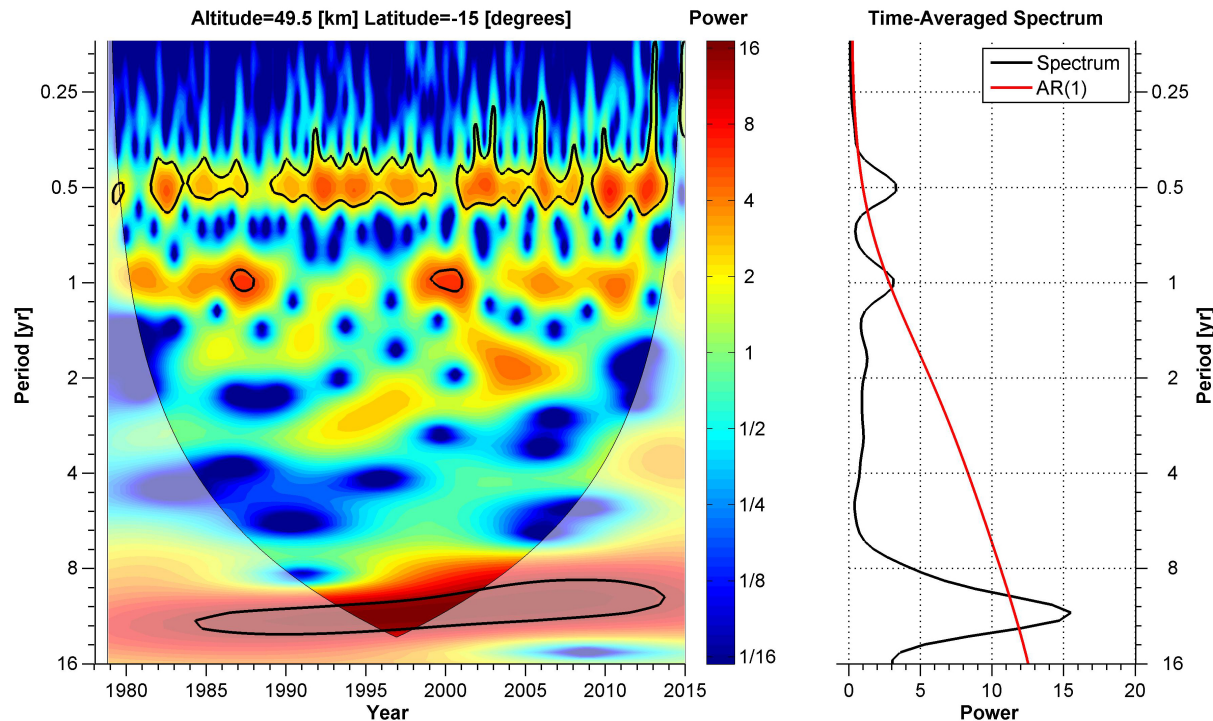 Altitude=49.5 [km] Latitude=-15 [degrees]
Power
Time-Averaged Spectrum
Period [yr]
0.25
0.5
1
2
4
8
16
1980 1985 1990 1995 2000 2005 2010 2015
Year
16
8
4
2
1
1/2
1/4
1/8
1/16
Spectrum
AR(1)
0.25
0.5
1
2
4
8
16
Period [yr]
0 5 10 15 20
Power